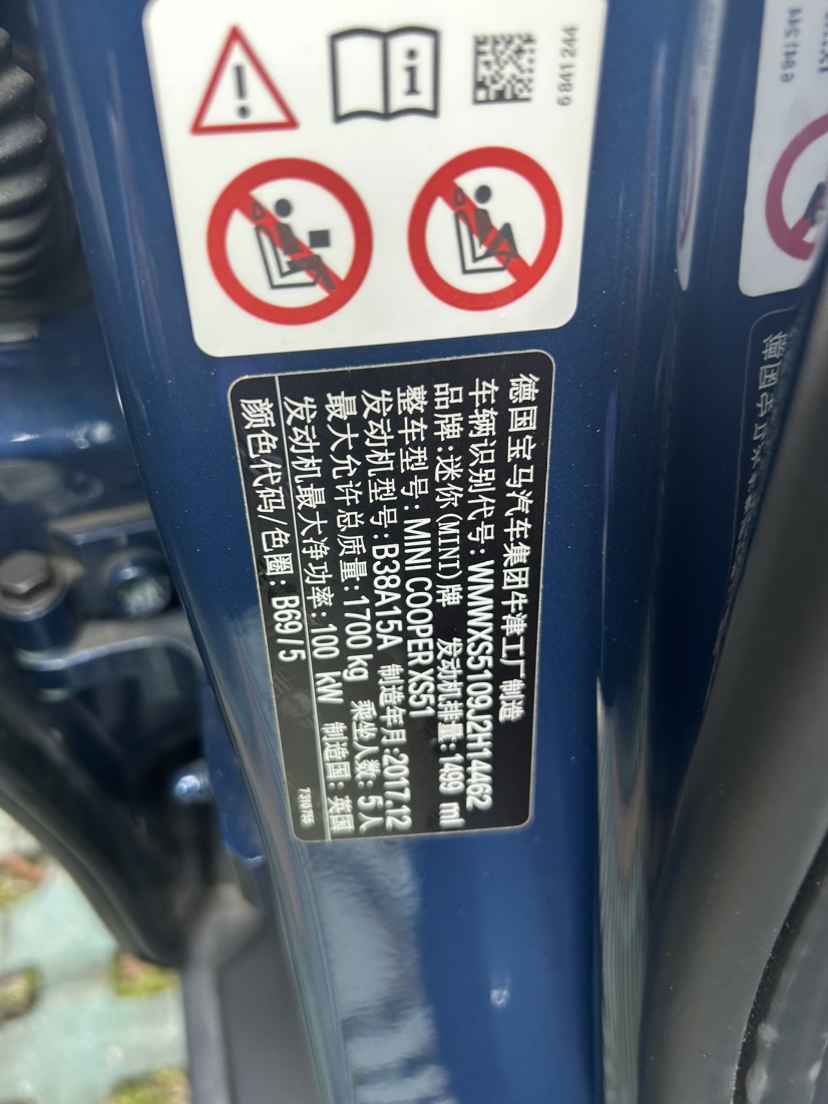 6 841 244
德国宝马汽车集团牛津工厂制造
车辆识别代号: WMWXS5109J2H14462
品牌:迷你(MINI)牌 发动机排量: 1499 ml
整车型号: MINI COOPER XS51
发动机型号: B38A15A 制造年月:2017.12
最大允许总质量: 1700 kg 乘坐人数: 5人
发动机最大净功率: 100 kW 制造国: 英国
颜色代码/色圈: B69/5
7310755